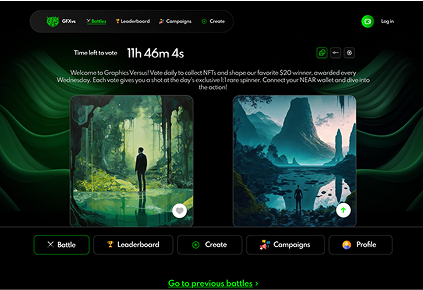 GFXvs
Battles
Leaderboard
Campaigns
Create
Log in
Time left to vote
11h 46m 4s
Welcome to Graphics Versus! Vote daily to collect NFTs and shape our favorite $20 winner, awarded every
Wednesday. Each vote gives you a shot at the day's exclusive 1:1 rare spinner. Connect your NEAR wallet and dive into
the action!
Battle
Leaderboard
Create
Campaigns
Profile
Go to previous battles >